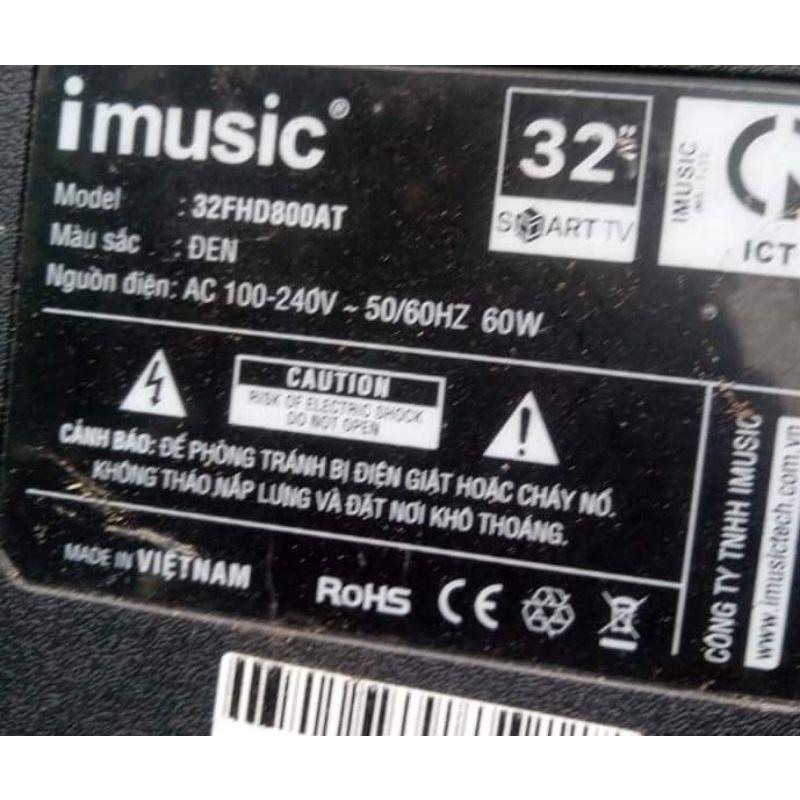 imusic®
32"
SMART TV
IMUSIC
ICT
Model : 32FHD800AT
Màu sắc : ĐEN
Nguồn điện: AC 100-240V ~ 50/60HZ 60W
CAUTION
RISK OF ELECTRIC SHOCK
DO NOT OPEN
CẢNH BÁO: ĐỂ PHÒNG TRÁNH BỊ ĐIỆN GIẬT HOẶC CHÁY NỔ.
KHÔNG THÁO NẮP LƯNG VÀ ĐẶT NƠI KHÔ THOÁNG.
MADE IN VIỆTNAM
RoHS CE
CÔNG TY TNHH IMUSIC
www.imusictech.com.vn